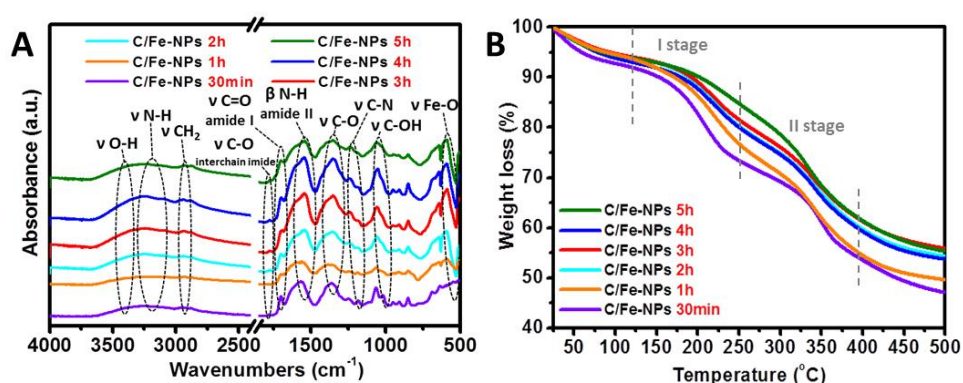 A
C/Fe-NPs 2h
C/Fe-NPs 1h
C/Fe-NPs 30min
C/Fe-NPs 5h
C/Fe-NPs 4h
C/Fe-NPs 3h
ν O-H
ν N-H
ν CH2
ν C=O
amide I
ν C-O
interchain imide
β N-H
amide II
ν C-O
ν C-N
ν C-OH
ν Fe-O
Absorbance (a.u.)
4000 3500 3000 2500 1500 1000 500
Wavenumbers (cm-1)
B
I stage
II stage
C/Fe-NPs 5h
C/Fe-NPs 4h
C/Fe-NPs 3h
C/Fe-NPs 2h
C/Fe-NPs 1h
C/Fe-NPs 30min
Weight loss (%)
100
90
80
70
60
50
40
50 100 150 200 250 300 350 400 450 500
Temperature (oC)